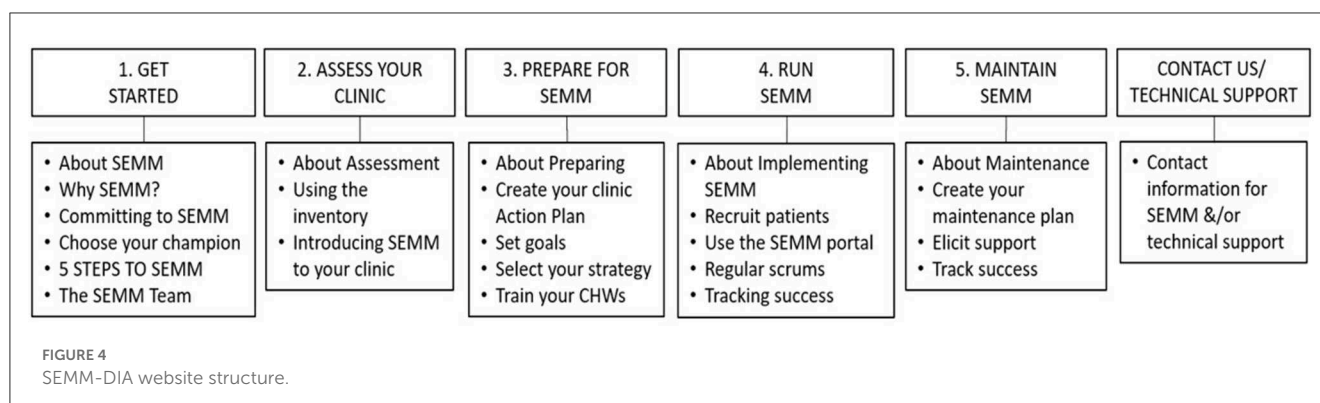 1. GET
STARTED
2. ASSESS YOUR
CLINIC
3. PREPARE FOR
SEMM
4. RUN
SEMM
5. MAINTAIN
SEMM
CONTACT US/
TECHNICAL SUPPORT
• About SEMM
• Why SEMM?
• Committing to SEMM
• Choose your champion
• 5 STEPS TO SEMM
• The SEMM Team
• About Assessment
• Using the
inventory
• Introducing SEMM
to your clinic
• About Preparing
• Create your clinic
Action Plan
• Set goals
• Select your strategy
• Train your CHWs
• About Implementing
SEMM
• Recruit patients
• Use the SEMM portal
• Regular scrums
• Tracking success
• About Maintenance
• Create your
maintenance plan
• Elicit support
• Track success
• Contact
information for
SEMM &/or
technical support
FIGURE 4
SEMM-DIA website structure.